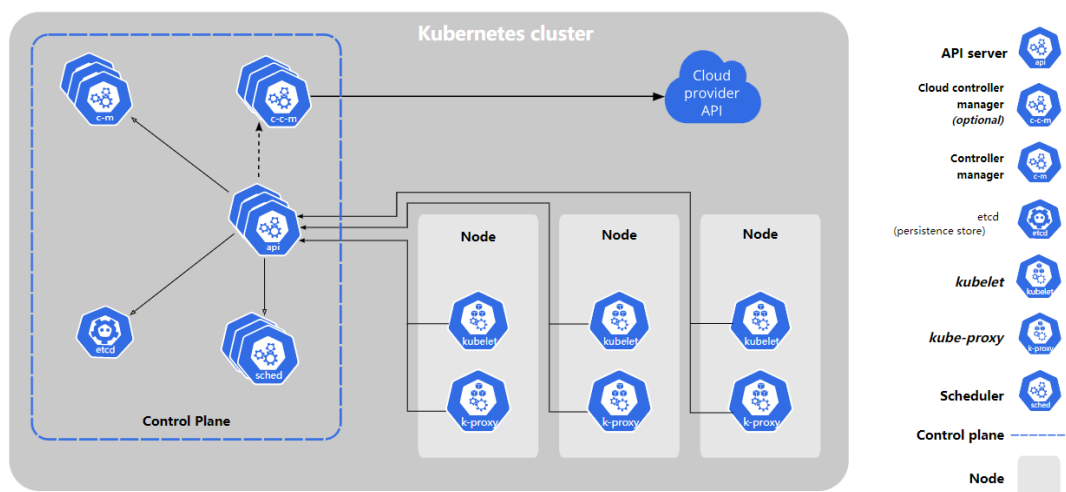 Kubernetes cluster
c-m
c-c-m
Cloud
provider
API
api
etcd
sched
Control Plane
Node
kubelet
k-proxy
Node
kubelet
k-proxy
Node
kubelet
k-proxy
API server
api
Cloud controller
manager
(optional)
c-c-m
Controller
manager
c-m
etcd
(persistence store)
etcd
kubelet
kubelet
kube-proxy
k-proxy
Scheduler
sched
Control plane
Node